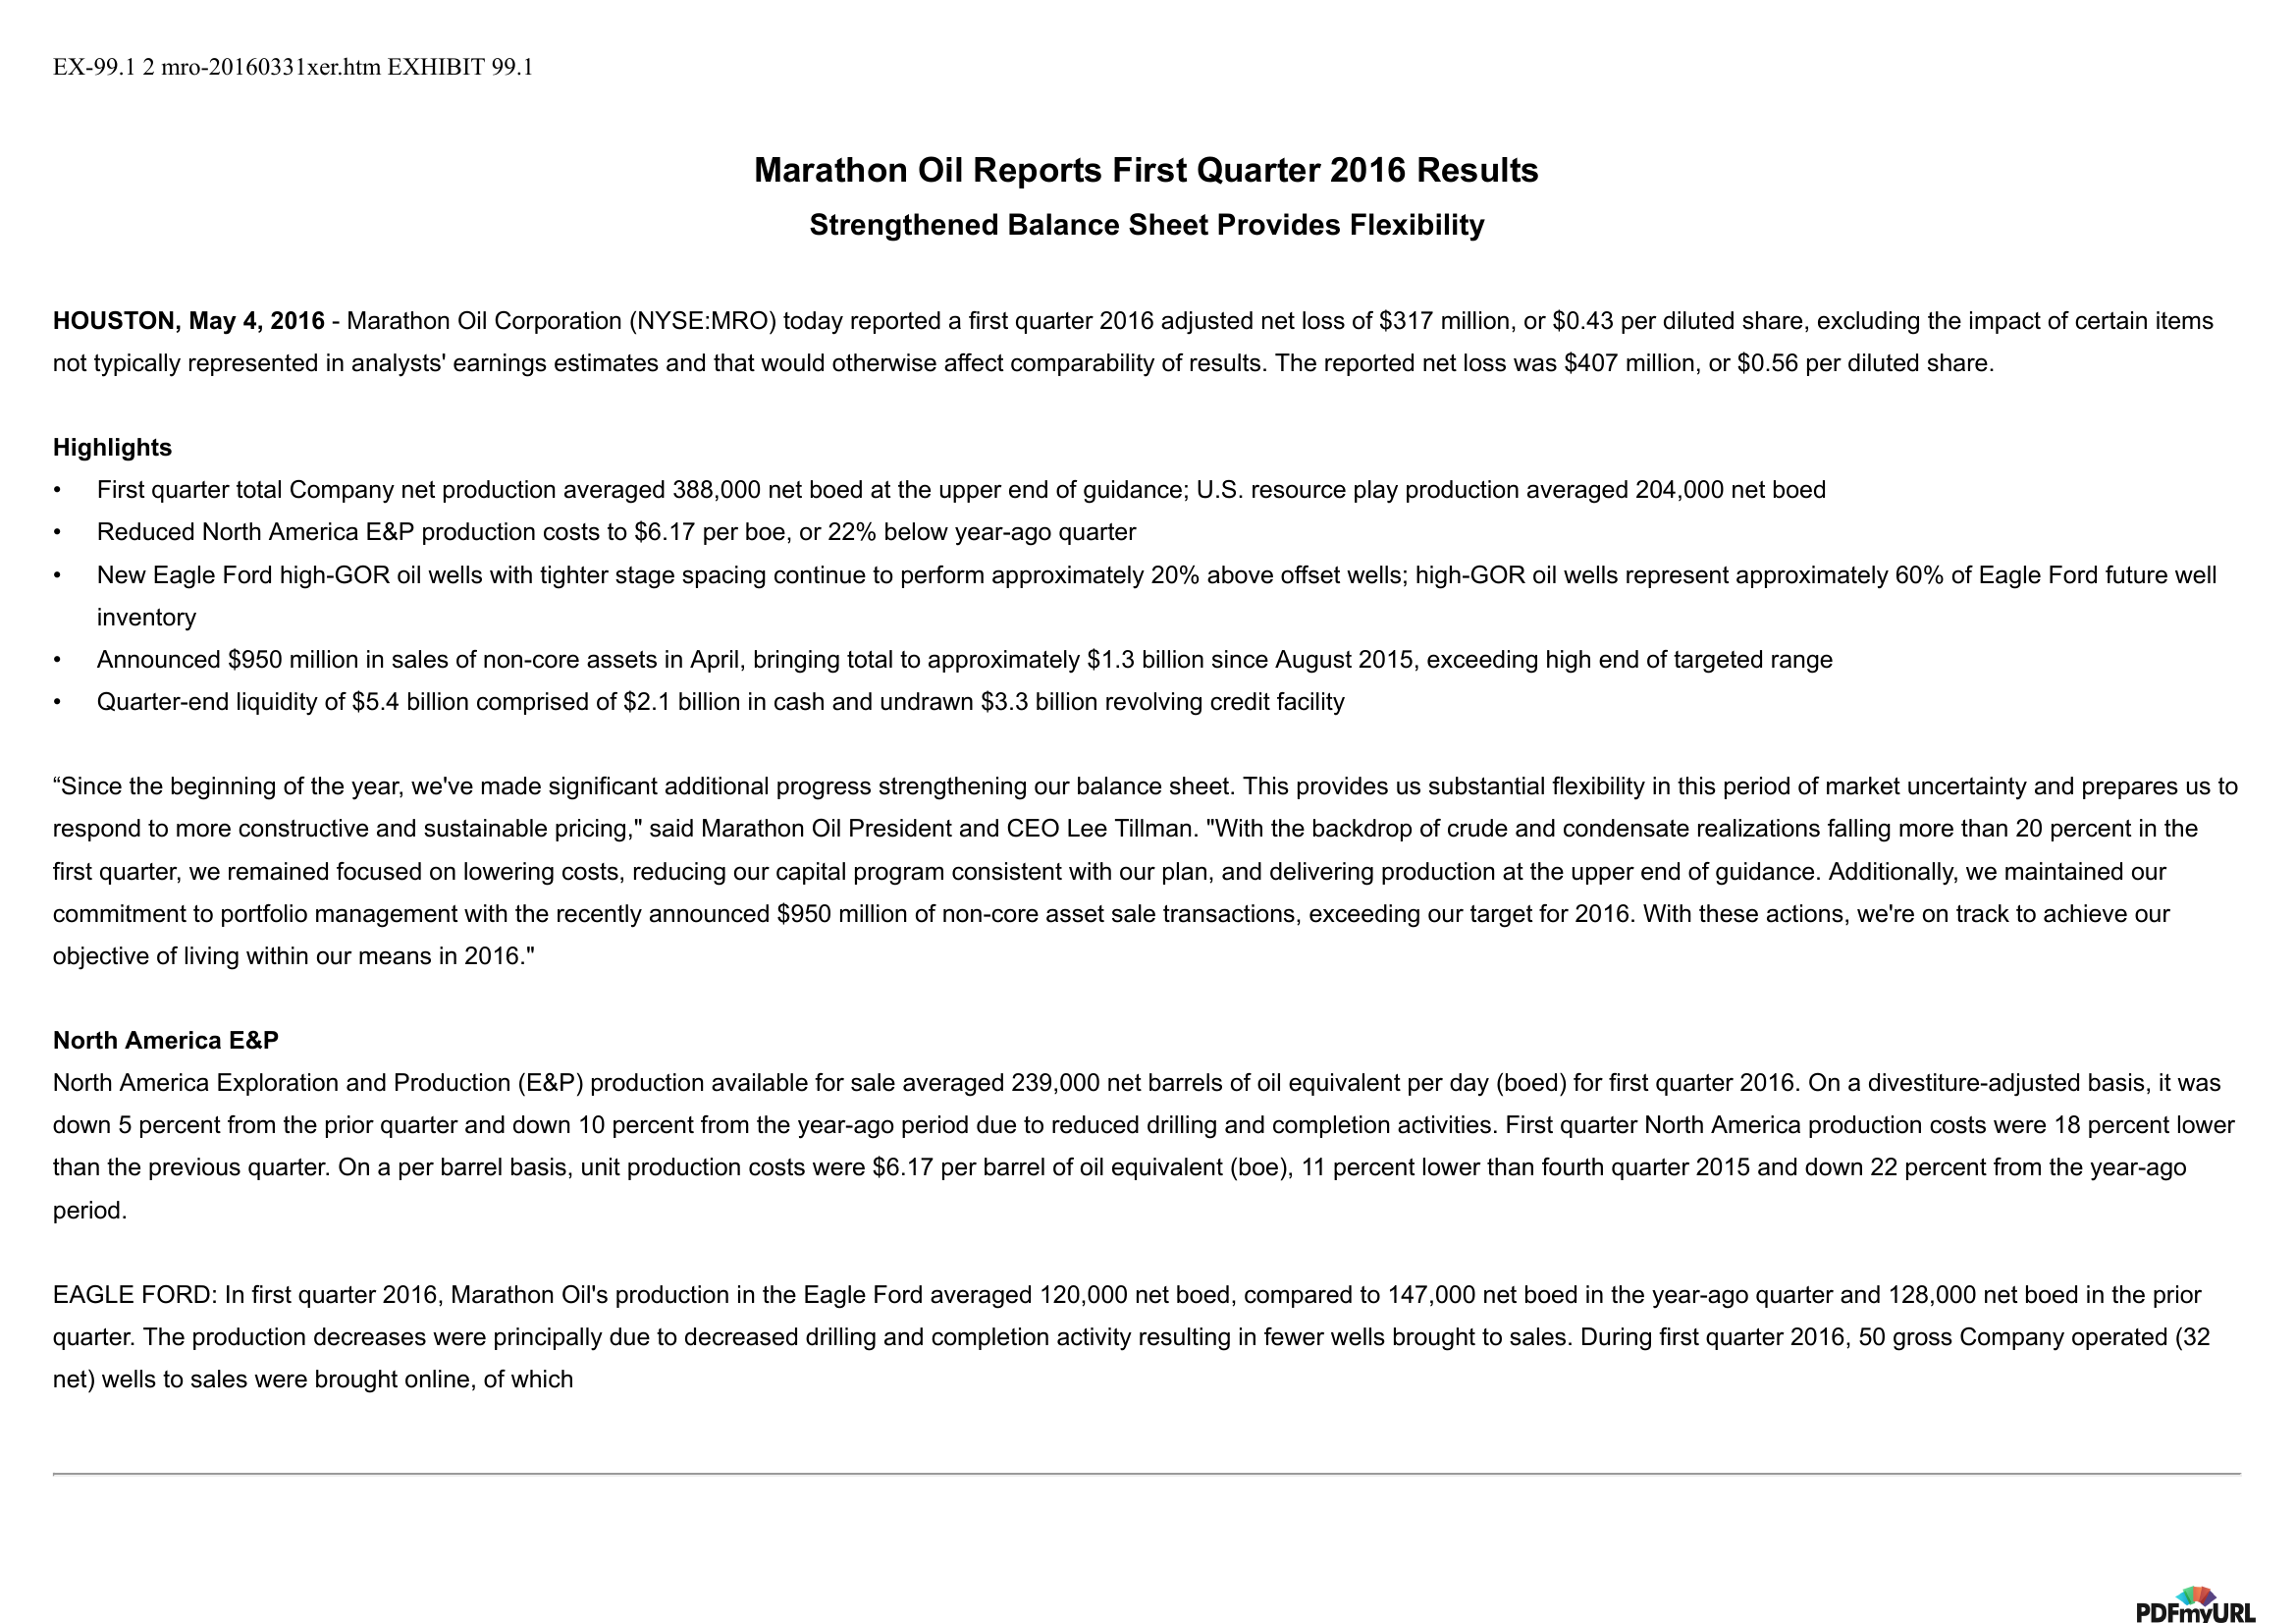 EX-99.1 2 mro-20160331xer.htm EXHIBIT 99.1
Marathon Oil Reports First Quarter 2016 Results
Strengthened Balance Sheet Provides Flexibility
HOUSTON, May 4, 2016 - Marathon Oil Corporation (NYSE:MRO) today reported a first quarter 2016 adjusted net loss of $317 million, or $0.43 per diluted share, excluding the impact of certain items
not typically represented in analysts' earnings estimates and that would otherwise affect comparability of results. The reported net loss was $407 million, or $0.56 per diluted share.
Highlights
• First quarter total Company net production averaged 388,000 net boed at the upper end of guidance; U.S. resource play production averaged 204,000 net boed
• Reduced North America E&P production costs to $6.17 per boe, or 22% below year-ago quarter
• New Eagle Ford high-GOR oil wells with tighter stage spacing continue to perform approximately 20% above offset wells; high-GOR oil wells represent approximately 60% of Eagle Ford future well
inventory
• Announced $950 million in sales of non-core assets in April, bringing total to approximately $1.3 billion since August 2015, exceeding high end of targeted range
• Quarter-end liquidity of $5.4 billion comprised of $2.1 billion in cash and undrawn $3.3 billion revolving credit facility
“Since the beginning of the year, we've made significant additional progress strengthening our balance sheet. This provides us substantial flexibility in this period of market uncertainty and prepares us to
respond to more constructive and sustainable pricing," said Marathon Oil President and CEO Lee Tillman. "With the backdrop of crude and condensate realizations falling more than 20 percent in the
first quarter, we remained focused on lowering costs, reducing our capital program consistent with our plan, and delivering production at the upper end of guidance. Additionally, we maintained our
commitment to portfolio management with the recently announced $950 million of non-core asset sale transactions, exceeding our target for 2016. With these actions, we're on track to achieve our
objective of living within our means in 2016."
North America E&P
North America Exploration and Production (E&P) production available for sale averaged 239,000 net barrels of oil equivalent per day (boed) for first quarter 2016. On a divestiture-adjusted basis, it was
down 5 percent from the prior quarter and down 10 percent from the year-ago period due to reduced drilling and completion activities. First quarter North America production costs were 18 percent lower
than the previous quarter. On a per barrel basis, unit production costs were $6.17 per barrel of oil equivalent (boe), 11 percent lower than fourth quarter 2015 and down 22 percent from the year-ago
period.
EAGLE FORD: In first quarter 2016, Marathon Oil's production in the Eagle Ford averaged 120,000 net boed, compared to 147,000 net boed in the year-ago quarter and 128,000 net boed in the prior
quarter. The production decreases were principally due to decreased drilling and completion activity resulting in fewer wells brought to sales. During first quarter 2016, 50 gross Company operated (32
net) wells to sales were brought online, of which
PDFmyURL